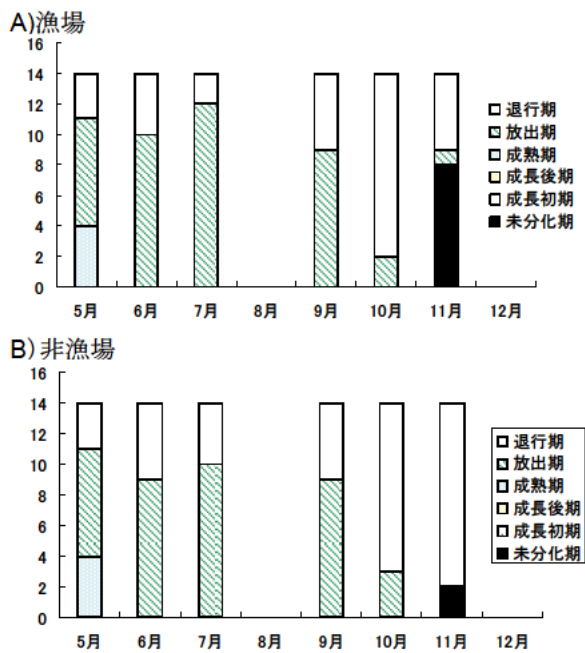 A)漁場
16
14
12
10
8
6
4
2
0
5月 6月 7月 8月 9月 10月 11月 12月
退行期
放出期
成熟期
成長後期
成長初期
未分化期
B)非漁場
16
14
12
10
8
6
4
2
0
5月 6月 7月 8月 9月 10月 11月 12月
退行期
放出期
成熟期
成長後期
成長初期
未分化期